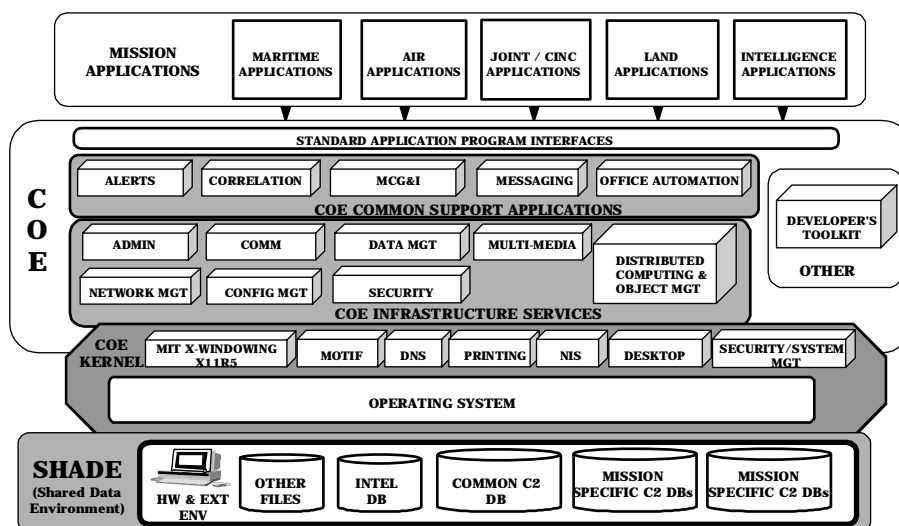 MISSION
APPLICATIONS
MARITIME
APPLICATIONS
AIR
APPLICATIONS
JOINT / CINC
APPLICATIONS
LAND
APPLICATIONS
INTELLIGENCE
APPLICATIONS
C
O
E
STANDARD APPLICATION PROGRAM INTERFACES
ALERTS
CORRELATION
MCG&I
MESSAGING
OFFICE AUTOMATION
COE COMMON SUPPORT APPLICATIONS
ADMIN
COMM
DATA MGT
MULTI-MEDIA
DISTRIBUTED
COMPUTING &
OBJECT MGT
NETWORK MGT
CONFIG MGT
SECURITY
COE INFRASTRUCTURE SERVICES
DEVELOPER'S
TOOLKIT
OTHER
COE
KERNEL
MIT X-WINDOWING
X11R5
MOTIF
DNS
PRINTING
NIS
DESKTOP
SECURITY/SYSTEM
MGT
OPERATING SYSTEM
SHADE
(Shared Data
Environment)
HW & EXT
ENV
OTHER
FILES
INTEL
DB
COMMON C2
DB
MISSION
SPECIFIC C2 DBs
MISSION
SPECIFIC C2 DBs